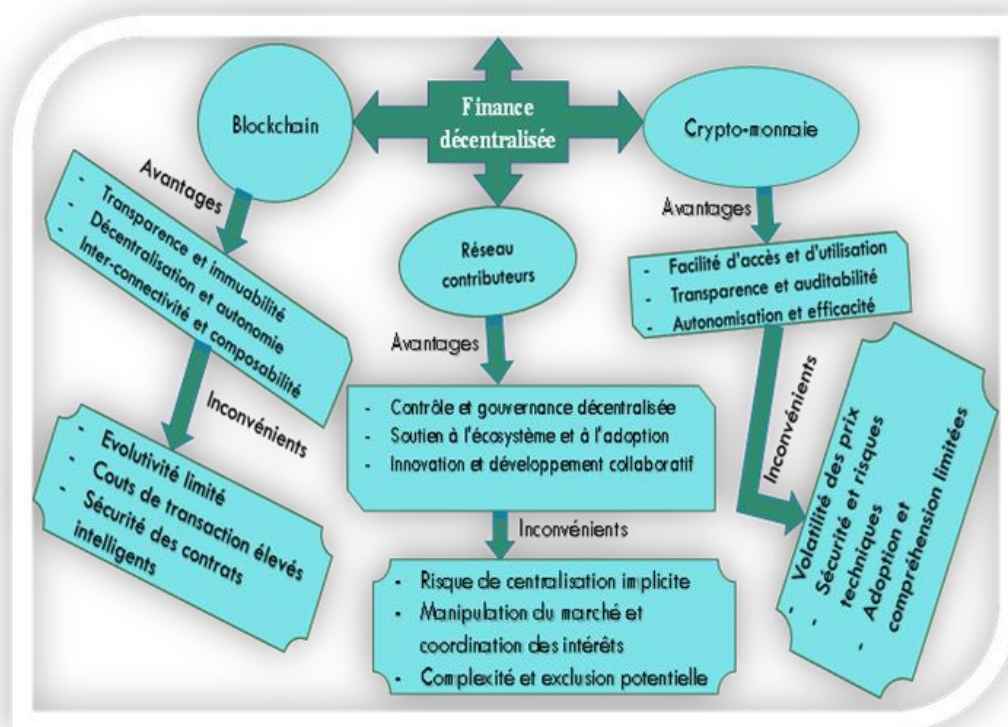 Finance
décentralisée
Blockchain
Avantages
- Transparence et immuabilité
- Décentralisation et autonomie
- Inter-connectivité et composabilité
Inconvénients
- Evolutivité limité
- Couts de transaction élevés
- Sécurité des contrats
intelligents
Réseau
contributeurs
Avantages
- Contrôle et gouvernance décentralisée
- Soutien à l'écosystème et à l'adoption
- Innovation et développement collaboratif
Inconvénients
- Risque de centralisation implicite
- Manipulation du marché et
coordination des intérêts
- Complexité et exclusion potentielle
Crypto-monnaie
Avantages
- Facilité d'accès et d'utilisation
- Transparence et auditabilité
- Autonomisation et efficacité
Inconvénients
- Volatilité des prix
- Sécurité et risques
techniques
- Adoption et
compréhension limitées